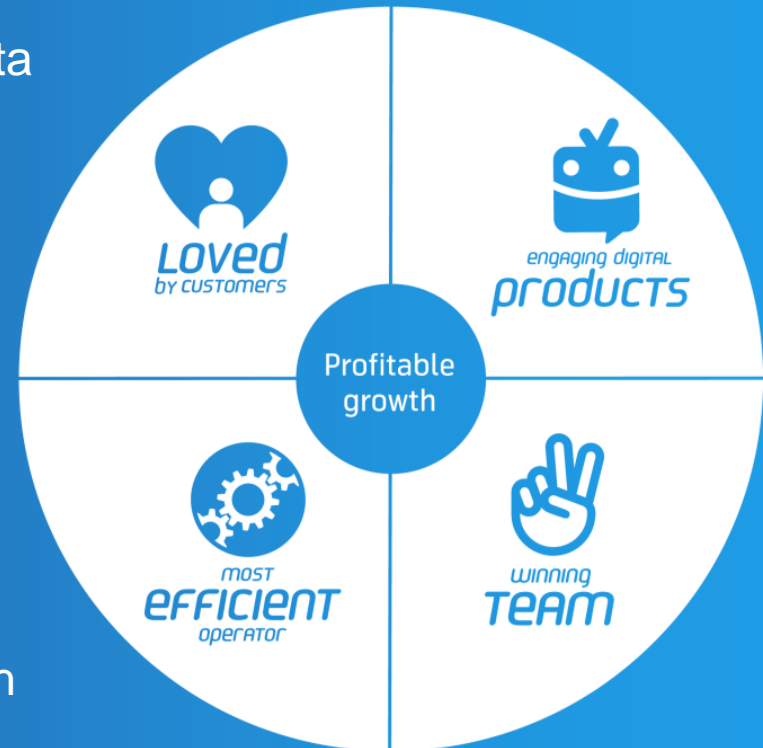 LOVED
BY CUSTOMERS
ENGAGING DIGITAL
PRODUCTS
Profitable
growth
MOST
EFFICIENT
OPERATOR
WINNING
TEAM